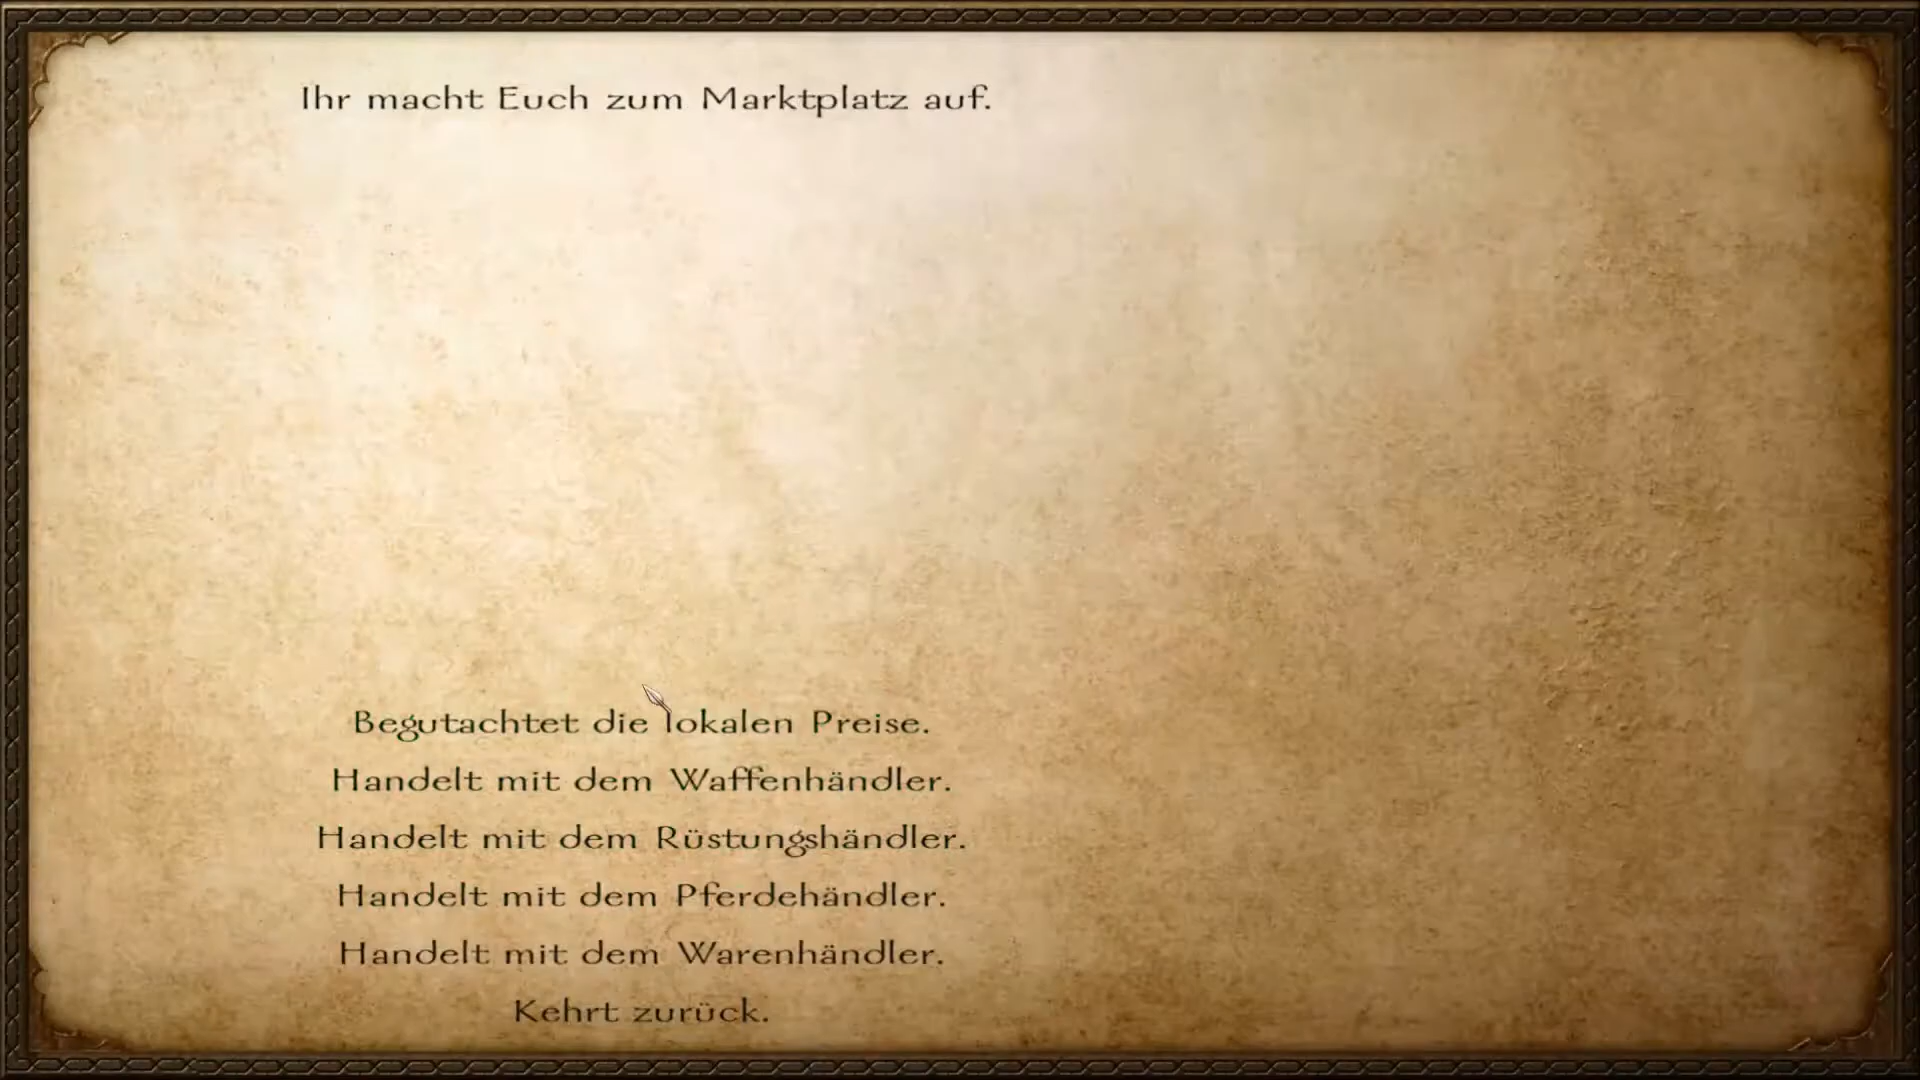 Ihr macht Euch zum Marktplatz auf.
Begutachtet die lokalen Preise.
Handelt mit dem Waffenhändler.
Handelt mit dem Rüstungshändler.
Handelt mit dem Pferdehändler.
Handelt mit dem Warenhändler.
Kehrt zurück.